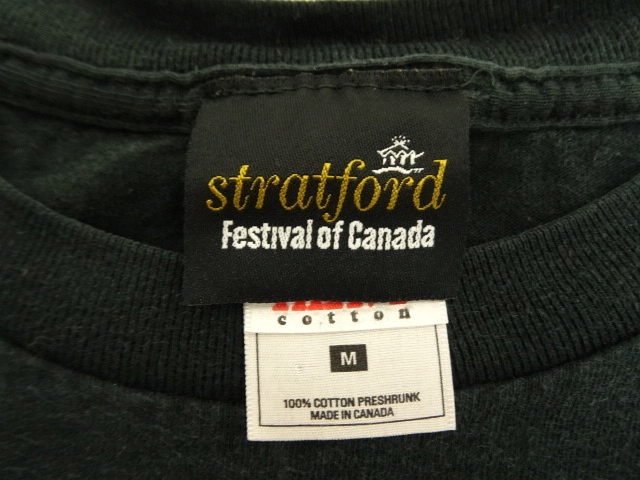 stratford
Festival of Canada
cotton
M
100% COTTON PRESHRUNK
MADE IN CANADA